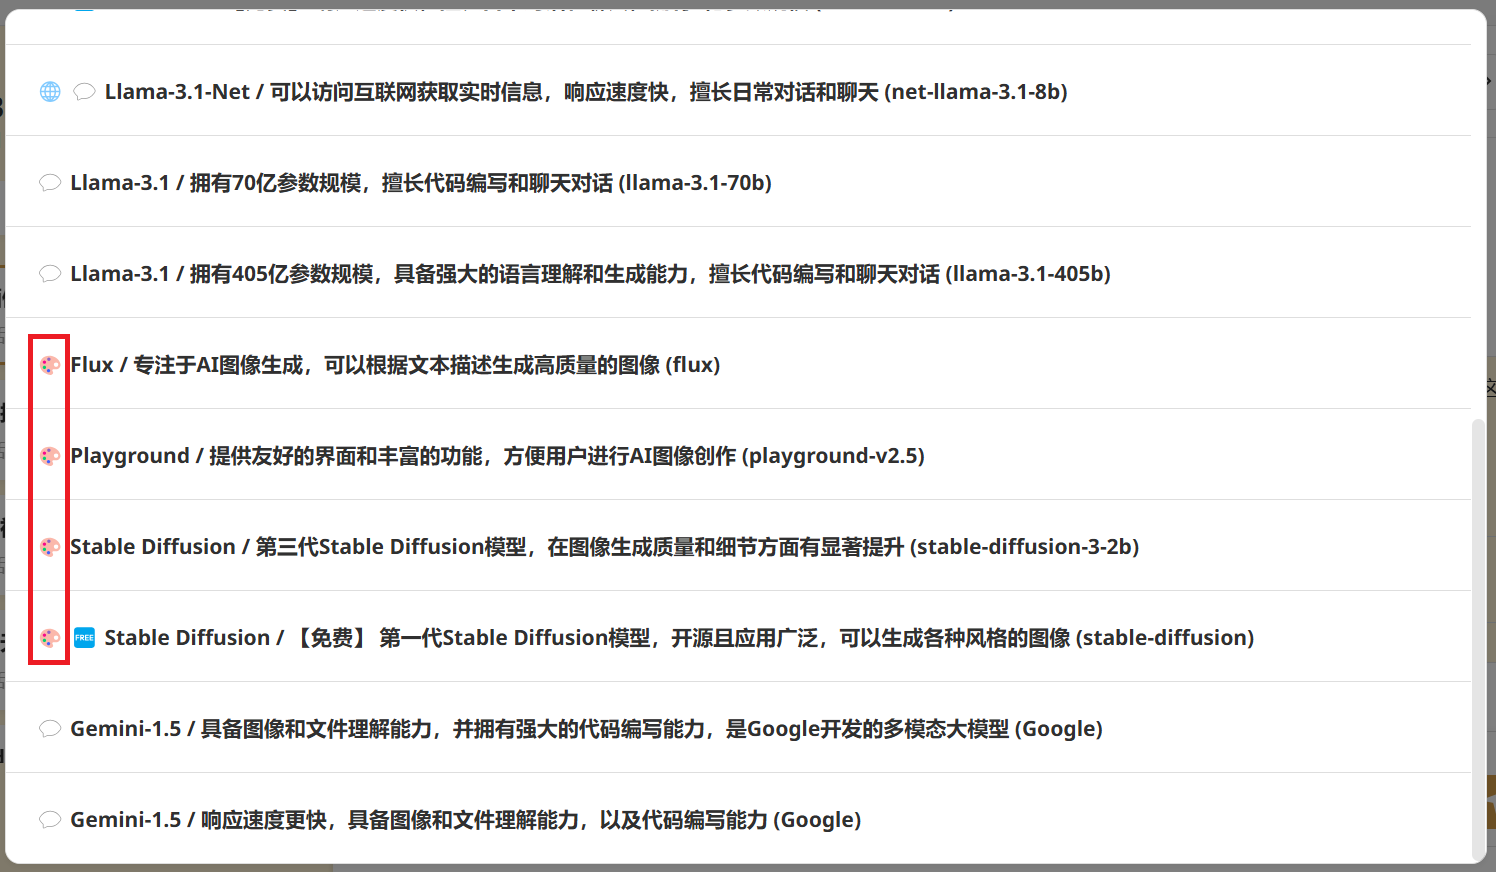 Llama-3.1-Net / 可以访问互联网获取实时信息，响应速度快，擅长日常对话和聊天 (net-llama-3.1-8b)
Llama-3.1 / 拥有70亿参数规模，擅长代码编写和聊天对话 (llama-3.1-70b)
Llama-3.1 / 拥有405亿参数规模，具备强大的语言理解和生成能力，擅长代码编写和聊天对话 (llama-3.1-405b)
Flux / 专注于AI图像生成，可以根据文本描述生成高质量的图像 (flux)
Playground / 提供友好的界面和丰富的功能，方便用户进行AI图像创作 (playground-v2.5)
Stable Diffusion / 第三代Stable Diffusion模型，在图像生成质量和细节方面有显著提升 (stable-diffusion-3-2b)
FREE Stable Diffusion / 【免费】 第一代Stable Diffusion模型，开源且应用广泛，可以生成各种风格的图像 (stable-diffusion)
Gemini-1.5 / 具备图像和文件理解能力，并拥有强大的代码编写能力，是Google开发的多模态大模型 (Google)
Gemini-1.5 / 响应速度更快，具备图像和文件理解能力，以及代码编写能力 (Google)